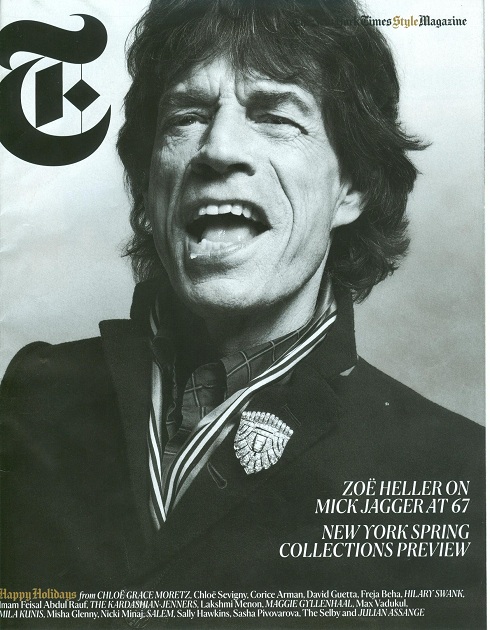 Times Style Magazine
T
ZOË HELLER ON
MICK JAGGER AT 67
NEW YORK SPRING
COLLECTIONS PREVIEW
Happy Holidays from CHLOË GRACE MORETZ, Chloë Sevigny, Corice Arman, David Guetta, Freja Beha, HILARY SWANK,
Imam Feisal Abdul Rauf, THE KARDASHIAN-JENNERS, Lakshmi Menon, MAGGIE GYLLENHAAL, Max Vadukul,
MILA KUNIS, Misha Glenny, Nicki Minaj, SALEM, Sally Hawkins, Sasha Pivovarova, The Selby and JULIAN ASSANGE